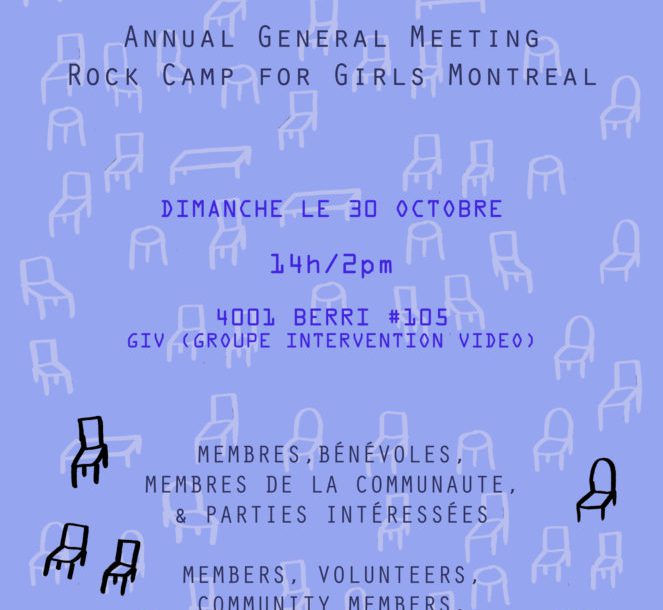 Annual General Meeting
Rock Camp for Girls Montreal
DIMANCHE LE 30 OCTOBRE
14h/2pm
4001 BERRI #105
GIV (GROUPE INTERVENTION VIDEO)
MEMBRES,BÉNÉVOLES,
MEMBRES DE LA COMMUNAUTE,
& PARTIES INTÉRESSÉES
MEMBERS, VOLUNTEERS,
COMMUNITY MEMBERS,